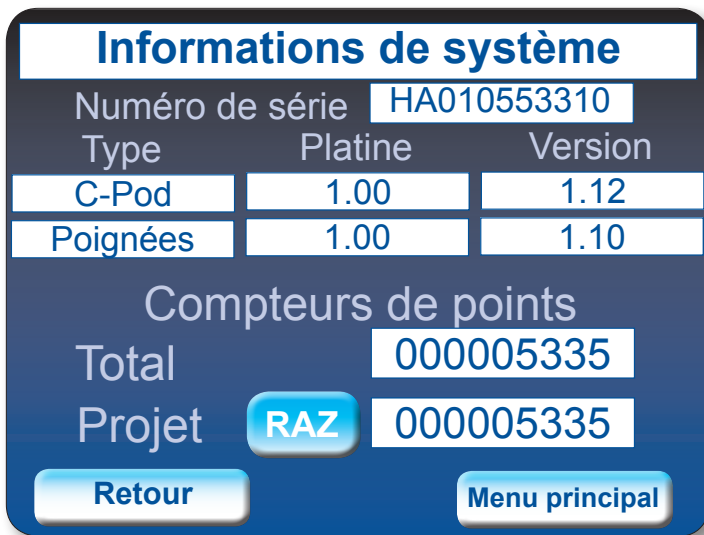 Informations de système
Numéro de série HA010553310
Type Platine Version
C-Pod 1.00 1.12
Poignées 1.00 1.10
Compteurs de points
Total 000005335
Projet RAZ 000005335
Retour Menu principal